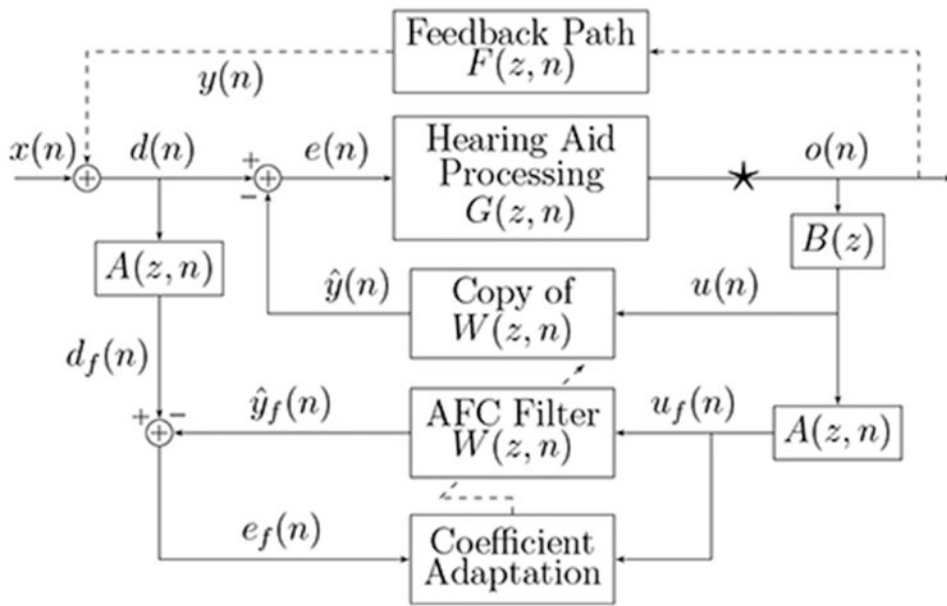 Feedback Path
F(z, n)
y(n)
x(n)
d(n)
+
−
+
e(n)
Hearing Aid
Processing
G(z, n)
★
o(n)
B(z)
A(z, n)
ŷ(n)
Copy of
W(z, n)
u(n)
d_f(n)
+
−
+
ŷ_f(n)
AFC Filter
W(z, n)
u_f(n)
A(z, n)
e_f(n)
Coefficient
Adaptation